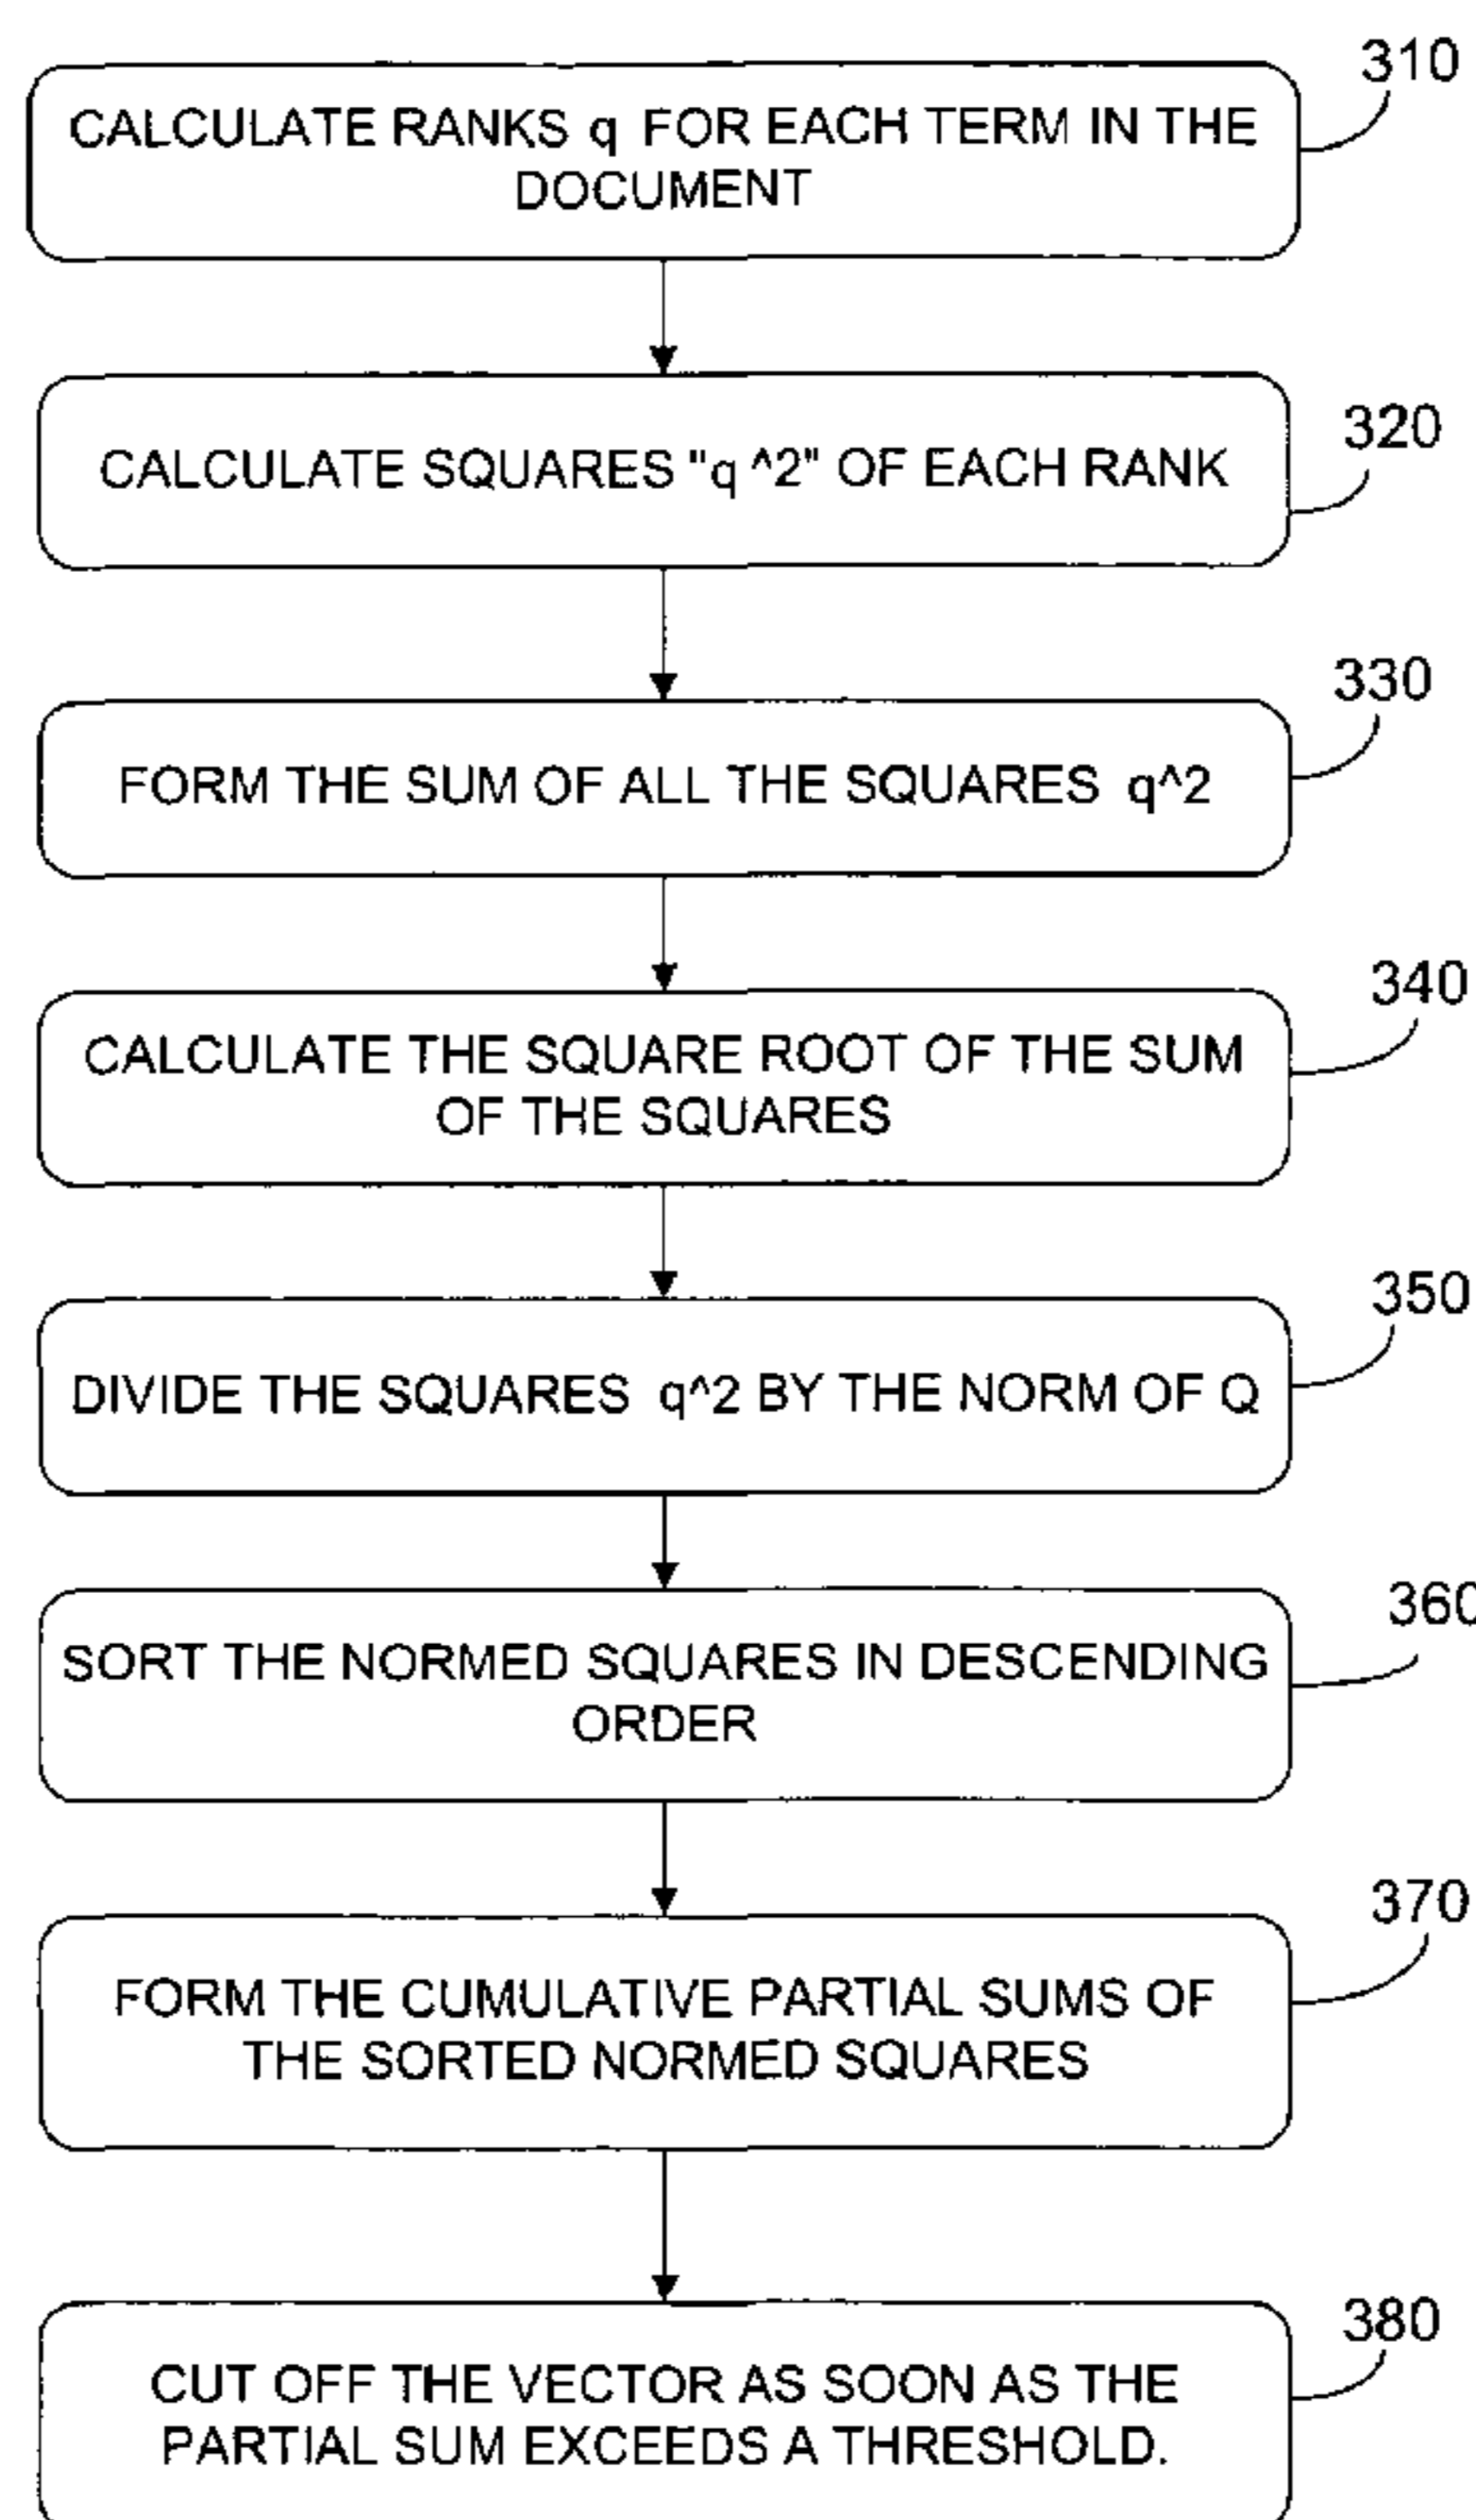 310
CALCULATE RANKS q FOR EACH TERM IN THE
DOCUMENT
320
CALCULATE SQUARES "q ^2" OF EACH RANK
330
FORM THE SUM OF ALL THE SQUARES q^2
340
CALCULATE THE SQUARE ROOT OF THE SUM
OF THE SQUARES
350
DIVIDE THE SQUARES q^2 BY THE NORM OF Q
360
SORT THE NORMED SQUARES IN DESCENDING
ORDER
370
FORM THE CUMULATIVE PARTIAL SUMS OF
THE SORTED NORMED SQUARES
380
CUT OFF THE VECTOR AS SOON AS THE
PARTIAL SUM EXCEEDS A THRESHOLD.